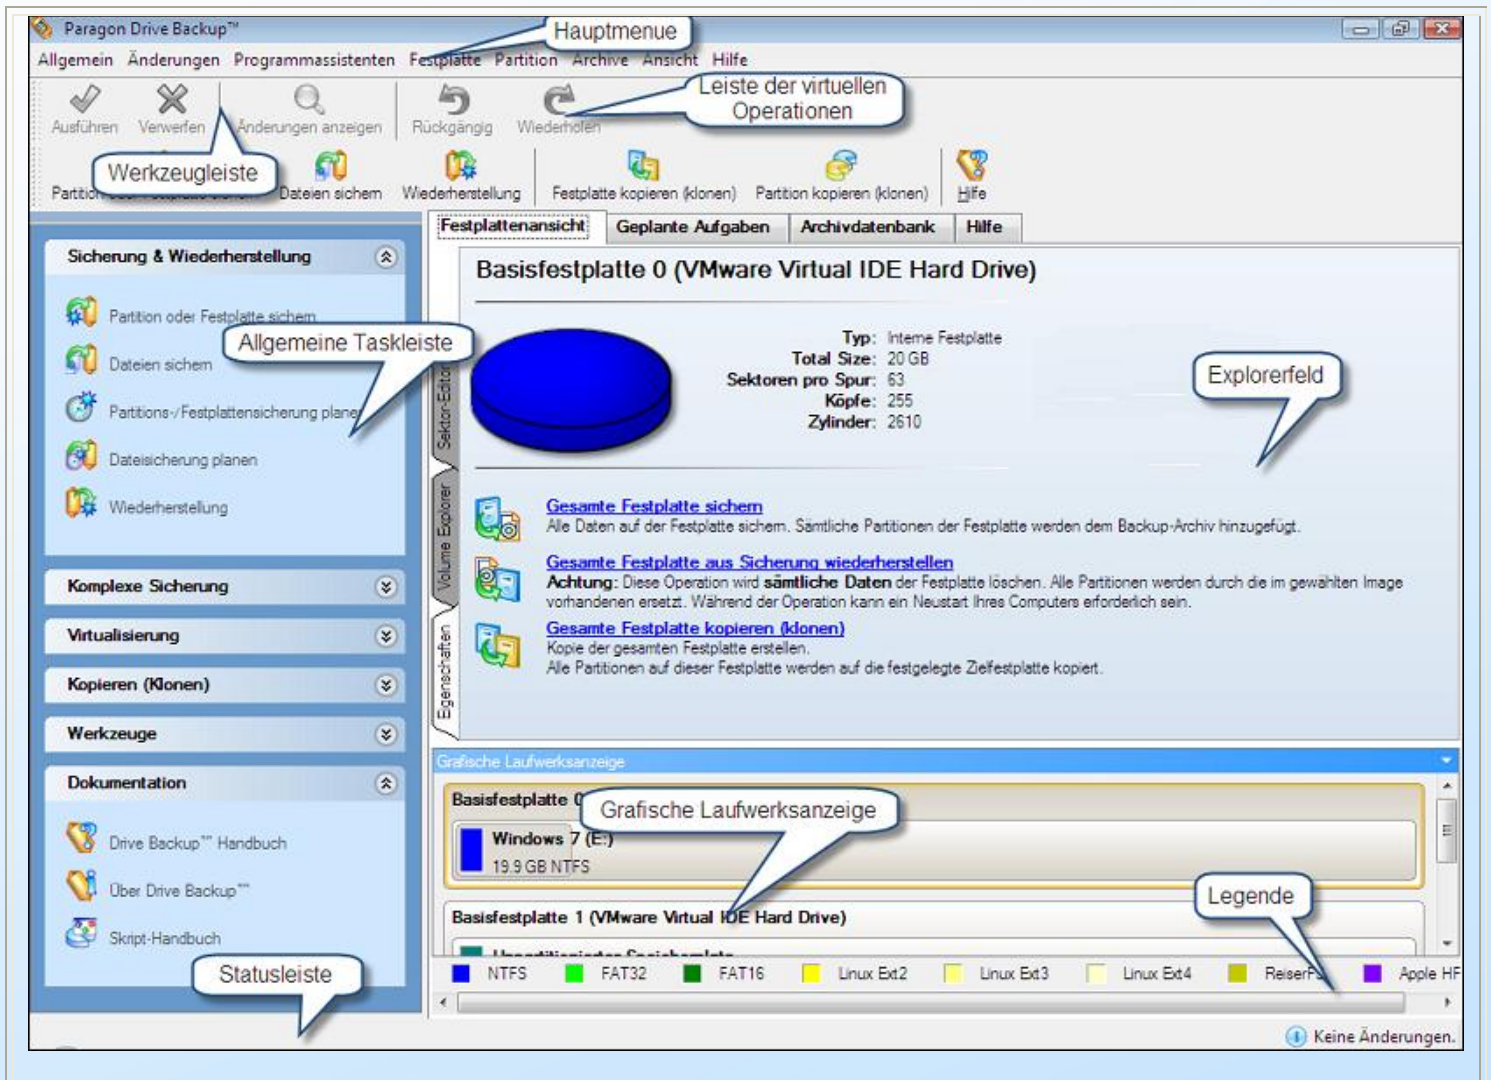 Paragon Drive Backup™
Hauptmenue
Allgemein Änderungen Programmassistenten Festplatte Partition Archive Ansicht Hilfe
Leiste der virtuellen
Operationen
Ausführen Verwerfen Änderungen anzeigen Rückgängig Wiederholen
Werkzeugleiste
Partition oder Festplatte sichern Dateien sichern Wiederherstellung Festplatte kopieren (klonen) Partition kopieren (klonen) Hilfe
Sicherung & Wiederherstellung
Partition oder Festplatte sichern
Allgemeine Taskleiste
Dateien sichern
Partitions-/Festplattensicherung planen
Dateisicherung planen
Wiederherstellung
Komplexe Sicherung
Virtualisierung
Kopieren (Klonen)
Werkzeuge
Dokumentation
Drive Backup™ Handbuch
Über Drive Backup™
Skript-Handbuch
Statusleiste
Festplattenansicht Geplante Aufgaben Archivdatenbank Hilfe
Sektor-Editor
Volume Explorer
Eigenschaften
Basisfestplatte 0 (VMware Virtual IDE Hard Drive)
Typ: Interne Festplatte
Total Size: 20 GB
Sektoren pro Spur: 63
Köpfe: 255
Zylinder: 2610
Explorerfeld
Gesamte Festplatte sichern
Alle Daten auf der Festplatte sichern. Sämtliche Partitionen der Festplatte werden dem Backup-Archiv hinzugefügt.
Gesamte Festplatte aus Sicherung wiederherstellen
Achtung: Diese Operation wird sämtliche Daten der Festplatte löschen. Alle Partitionen werden durch die im gewählten Image
vorhandenen ersetzt. Während der Operation kann ein Neustart Ihres Computers erforderlich sein.
Gesamte Festplatte kopieren (klonen)
Kopie der gesamten Festplatte erstellen.
Alle Partitionen auf dieser Festplatte werden auf die festgelegte Zielfestplatte kopiert.
Grafische Laufwerksanzeige
Basisfestplatte 0
Grafische Laufwerksanzeige
Windows 7 (E:)
19.9 GB NTFS
Legende
Basisfestplatte 1 (VMware Virtual IDE Hard Drive)
Unpartitionierter Speicherplatz
NTFS FAT32 FAT16 Linux Ext2 Linux Ext3 Linux Ext4 ReiserFS Apple HF
Keine Änderungen.